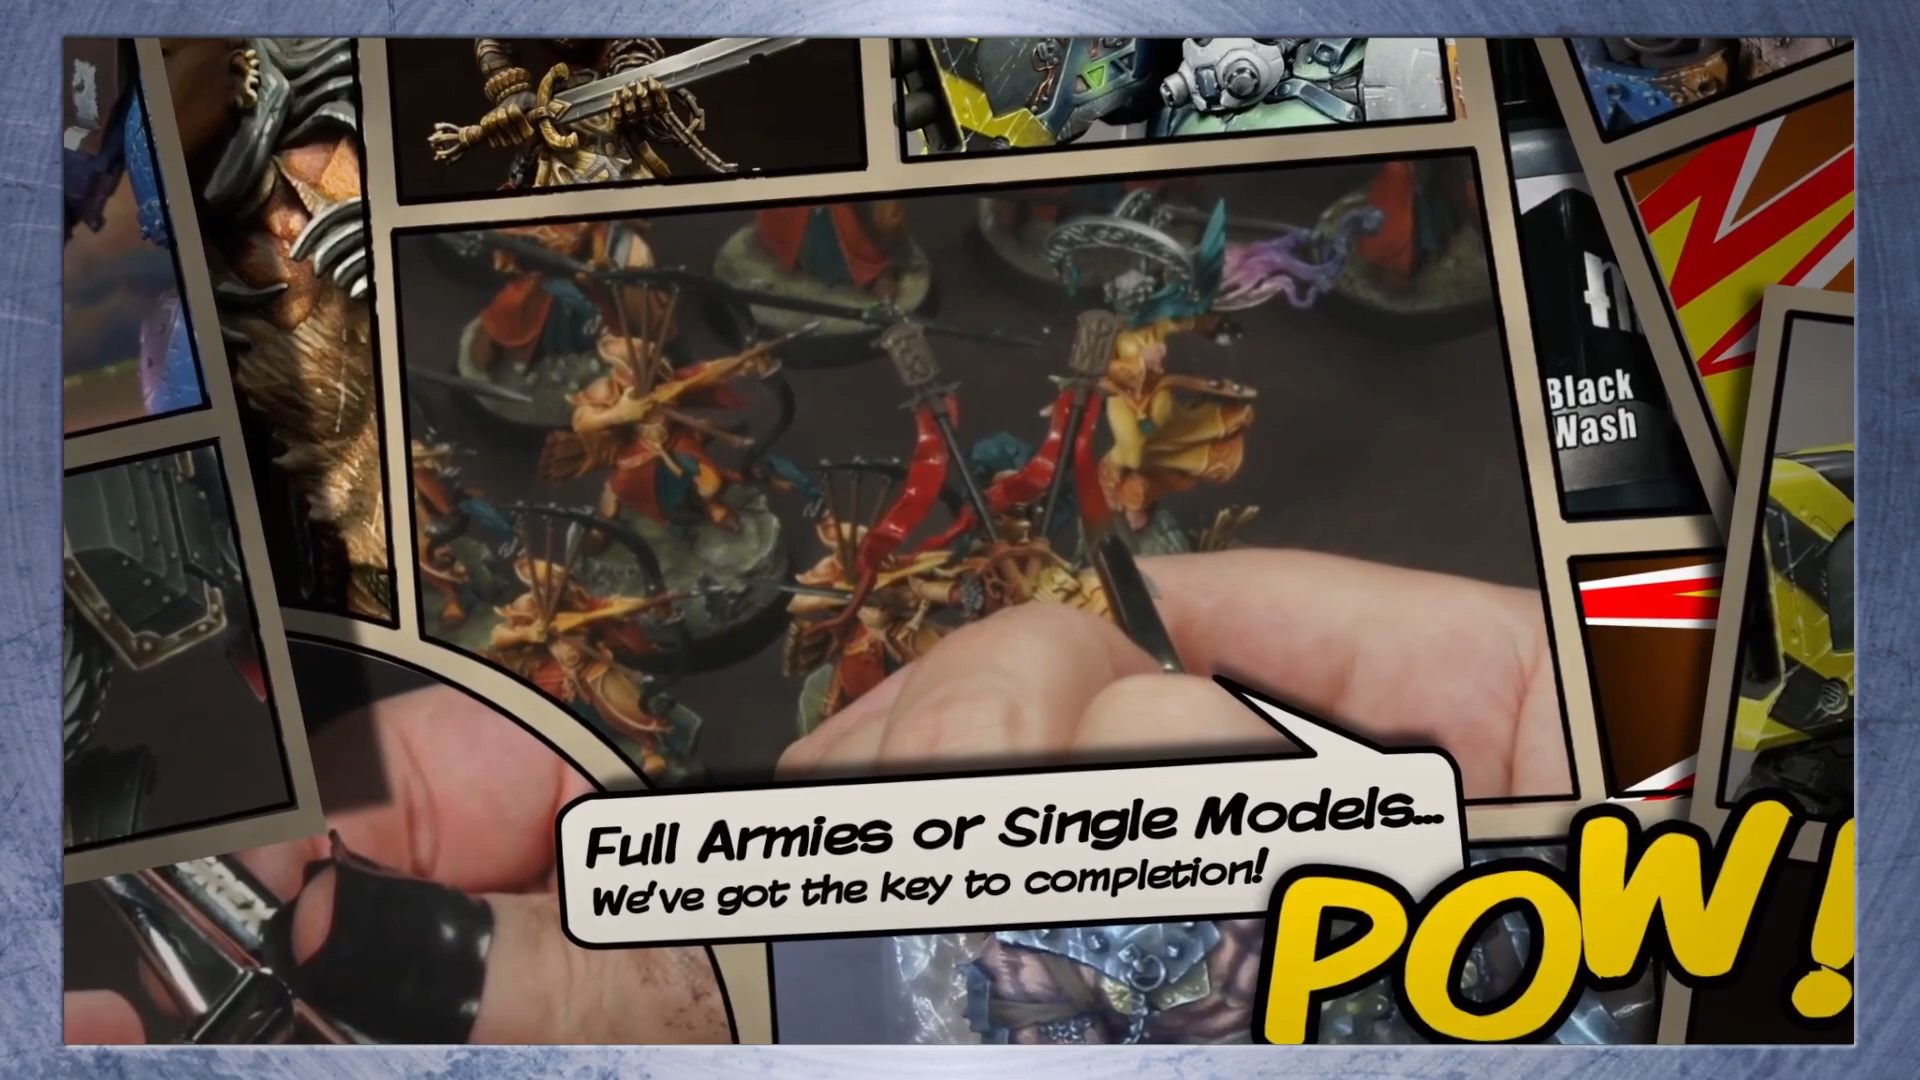 Black
Wash
Full Armies or Single Models...
We've got the key to completion!
POW!